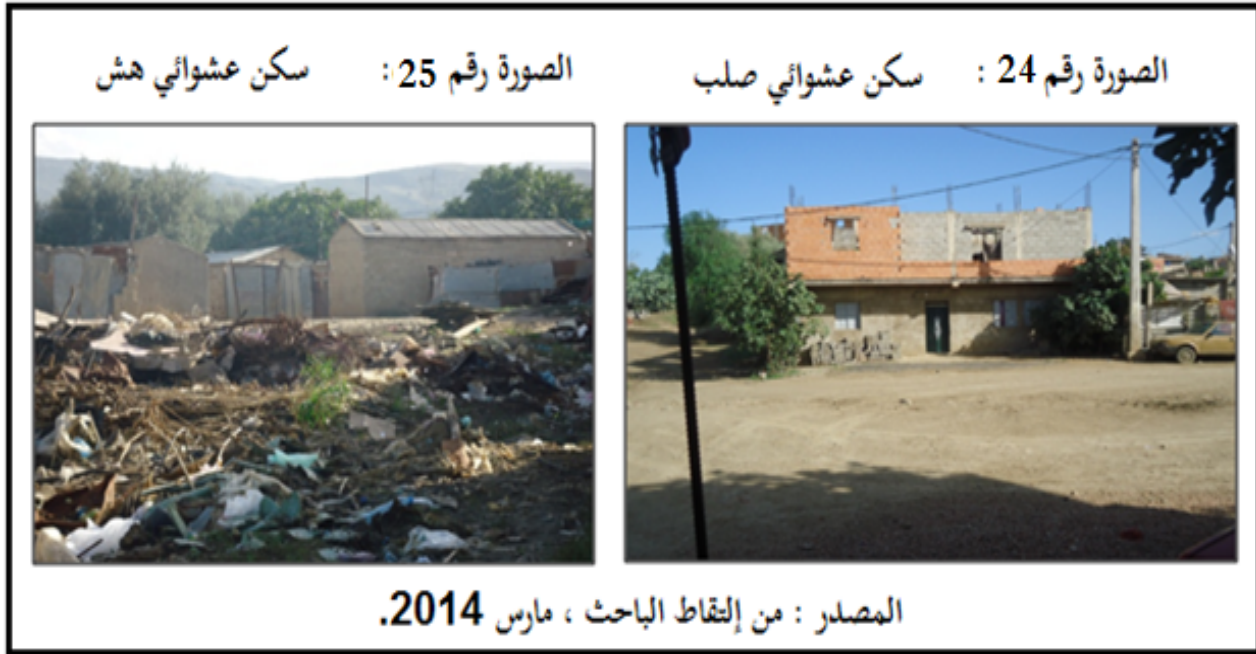 الصورة رقم 24 : سكن عشوائي صلب
الصورة رقم 25 : سكن عشوائي هش
المصدر : من إلتقاط الباحث ، مارس 2014.